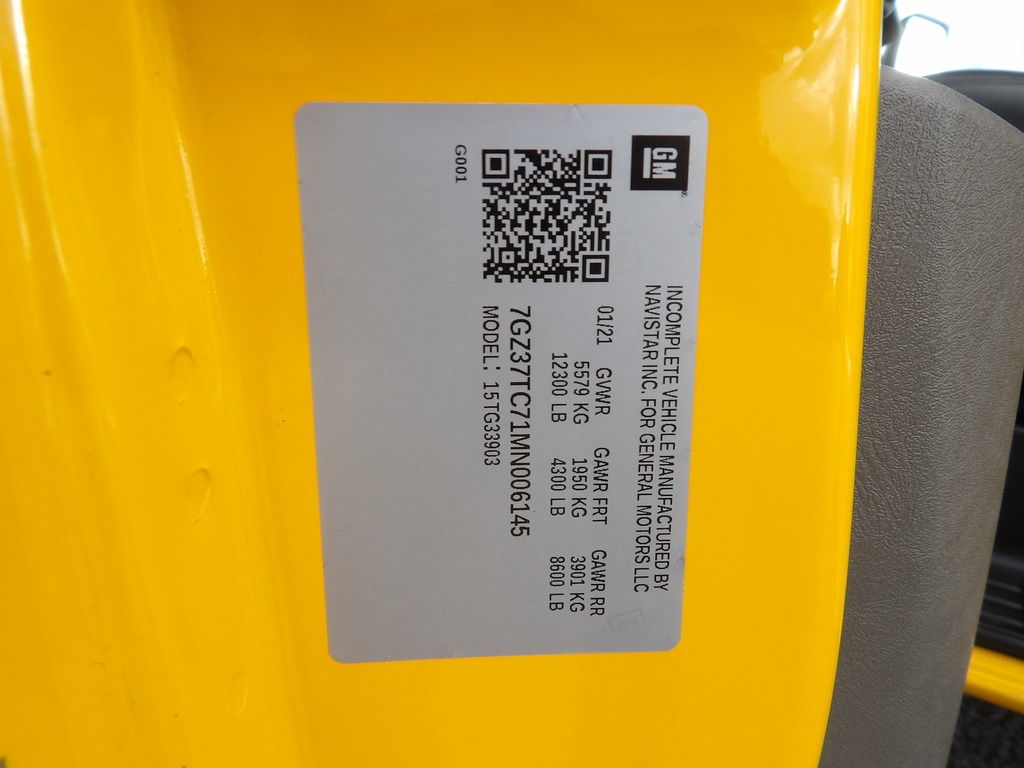 GM
INCOMPLETE VEHICLE MANUFACTURED BY
NAVISTAR INC. FOR GENERAL MOTORS LLC
01/21 GVWR GAWR FRT GAWR RR
5579 KG 1950 KG 3901 KG
12300 LB 4300 LB 8600 LB
7GZ37TC71MN006145
MODEL: 15TG33903
G001